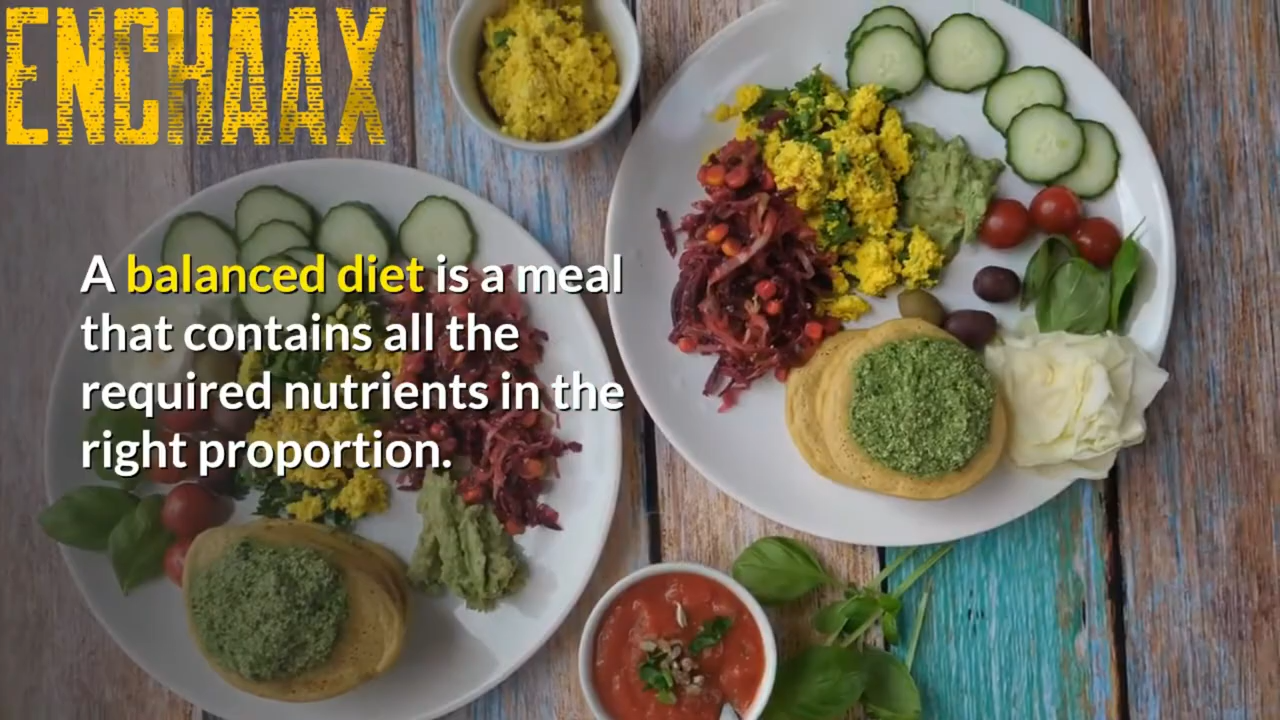 ENCHAAX
A balanced diet is a meal
that contains all the
required nutrients in the
right proportion.